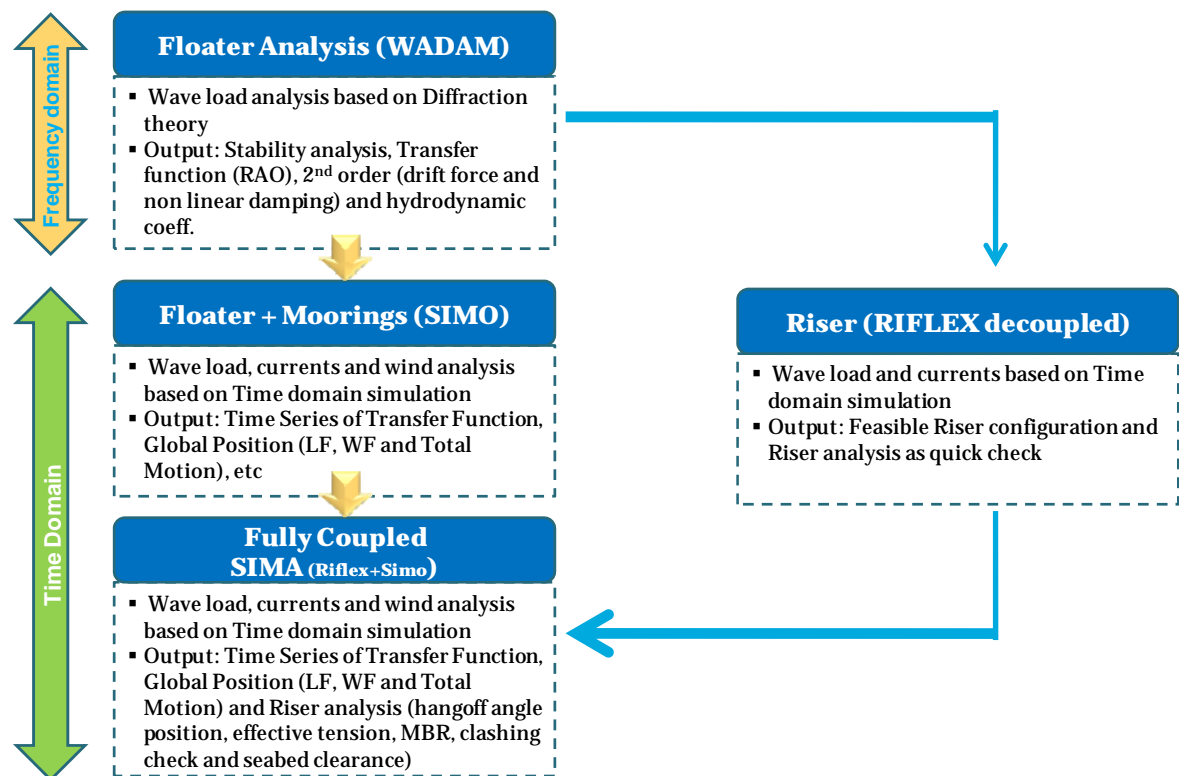 Frequency domain
Floater Analysis (WADAM)
▪ Wave load analysis based on Diffraction
theory
▪ Output: Stability analysis, Transfer
function (RAO), 2nd order (drift force and
non linear damping) and hydrodynamic
coeff.
Time Domain
Floater + Moorings (SIMO)
▪ Wave load, currents and wind analysis
based on Time domain simulation
▪ Output: Time Series of Transfer Function,
Global Position (LF, WF and Total
Motion), etc
Riser (RIFLEX decoupled)
▪ Wave load and currents based on Time
domain simulation
▪ Output: Feasible Riser configuration and
Riser analysis as quick check
Fully Coupled
SIMA (Riflex+Simo)
▪ Wave load, currents and wind analysis
based on Time domain simulation
▪ Output: Time Series of Transfer Function,
Global Position (LF, WF and Total
Motion) and Riser analysis (hangoff angle
position, effective tension, MBR, clashing
check and seabed clearance)